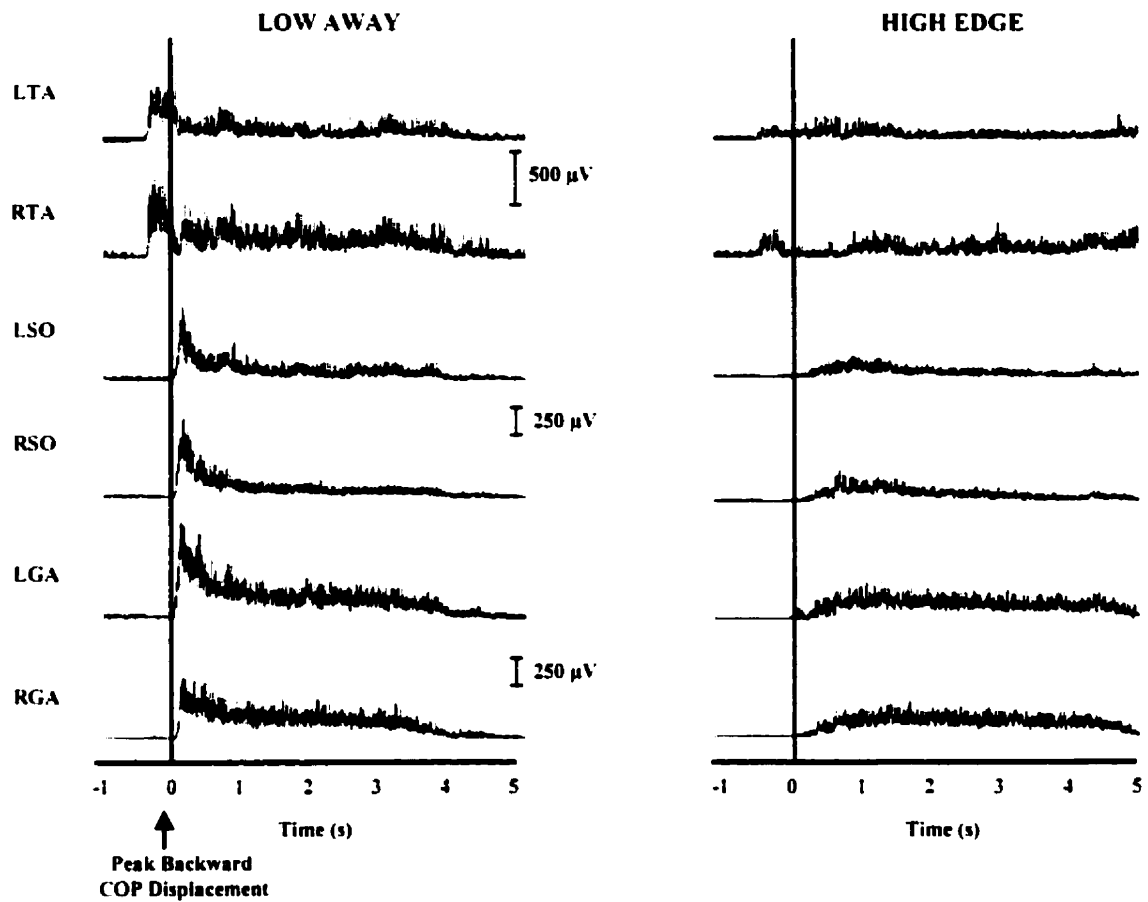 LOW AWAY
HIGH EDGE
LTA
500 µV
RTA
LSO
250 µV
RSO
LGA
250 µV
RGA
-1 0 1 2 3 4 5
-1 0 1 2 3 4 5
Time (s)
Time (s)
Peak Backward
COP Displacement